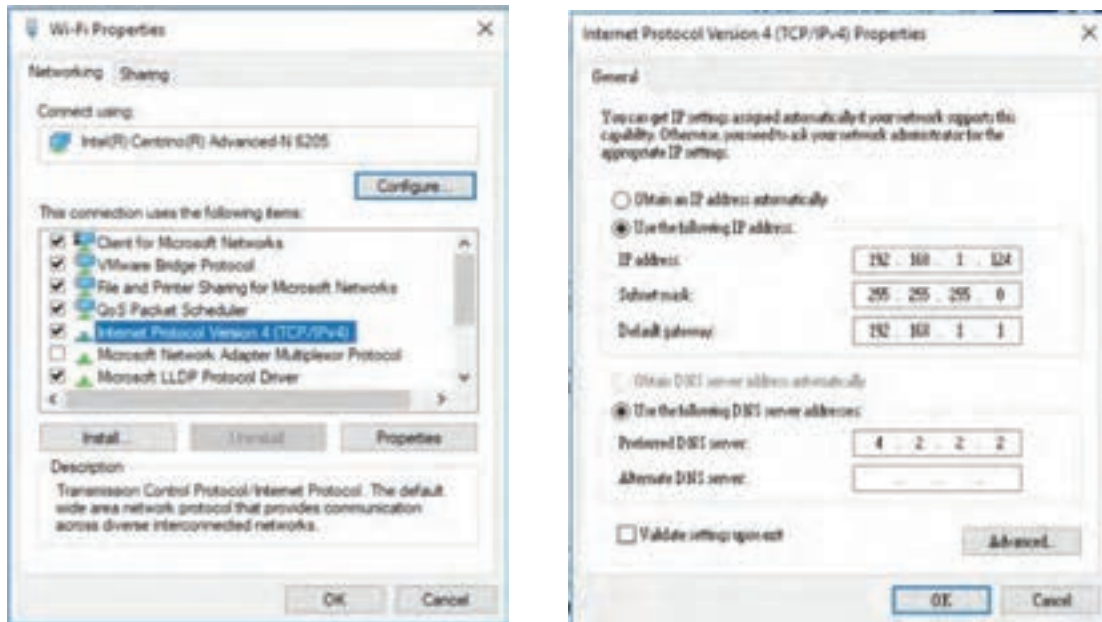 Wi-Fi Properties
Networking Sharing
Connect using:
Intel(R) Centrino(R) Advanced-N 6205
Configure...
This connection uses the following items:
Client for Microsoft Networks
VMware Bridge Protocol
File and Printer Sharing for Microsoft Networks
QoS Packet Scheduler
Internet Protocol Version 4 (TCP/IPv4)
Microsoft Network Adapter Multiplexor Protocol
Microsoft LLDP Protocol Driver
Install... Uninstall Properties
Description
Transmission Control Protocol/Internet Protocol. The default
wide area network protocol that provides communication
across diverse interconnected networks.
OK Cancel
Internet Protocol Version 4 (TCP/IPv4) Properties
General
You can get IP settings assigned automatically if your network supports this
capability. Otherwise, you need to ask your network administrator for the
appropriate IP settings.
Obtain an IP address automatically
Use the following IP address:
IP address: 192 . 168 . 1 . 124
Subnet mask: 255 . 255 . 255 . 0
Default gateway: 192 . 168 . 1 . 1
Obtain DNS server address automatically
Use the following DNS server addresses:
Preferred DNS server: 4 . 2 . 2 . 2
Alternate DNS server: . . .
Validate settings upon exit
Advanced...
OK Cancel